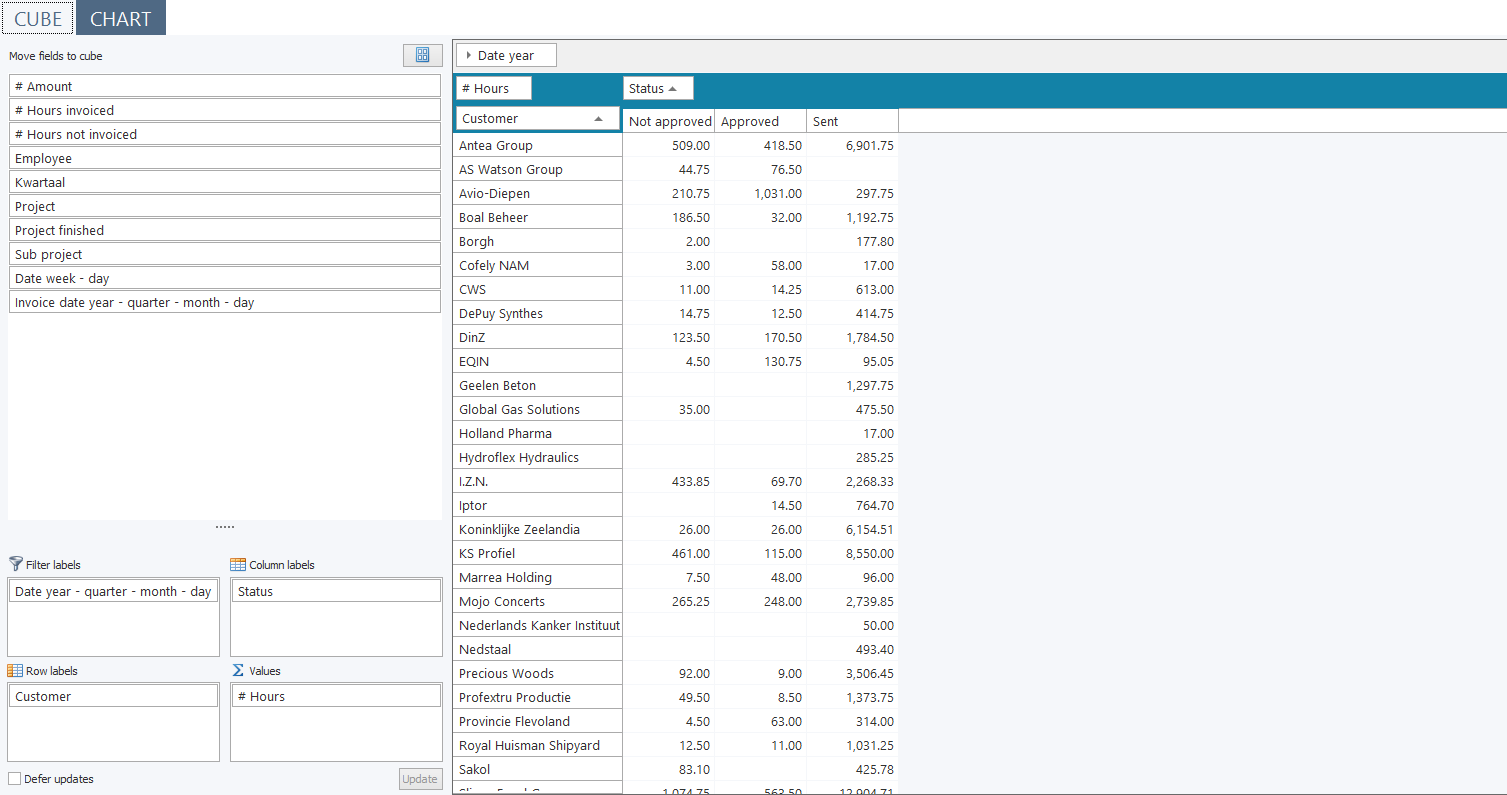 CUBE CHART
Move fields to cube
# Amount
# Hours invoiced
# Hours not invoiced
Employee
Kwartaal
Project
Project finished
Sub project
Date week - day
Invoice date year - quarter - month - day
Filter labels
Date year - quarter - month - day
Column labels
Status
Row labels
Customer
Values
# Hours
Defer updates
Update
Date year
# Hours Status
Customer Not approved Approved Sent
Antea Group 509.00 418.50 6,901.75
AS Watson Group 44.75 76.50
Avio-Diepen 210.75 1,031.00 297.75
Boal Beheer 186.50 32.00 1,192.75
Borgh 2.00 177.80
Cofely NAM 3.00 58.00 17.00
CWS 11.00 14.25 613.00
DePuy Synthes 14.75 12.50 414.75
DinZ 123.50 170.50 1,784.50
EQIN 4.50 130.75 95.05
Geelen Beton 1,297.75
Global Gas Solutions 35.00 475.50
Holland Pharma 17.00
Hydroflex Hydraulics 285.25
I.Z.N. 433.85 69.70 2,268.33
Iptor 14.50 764.70
Koninklijke Zeelandia 26.00 26.00 6,154.51
KS Profiel 461.00 115.00 8,550.00
Marrea Holding 7.50 48.00 96.00
Mojo Concerts 265.25 248.00 2,739.85
Nederlands Kanker Instituut 50.00
Nedstaal 493.40
Precious Woods 92.00 9.00 3,506.45
Profextru Productie 49.50 8.50 1,373.75
Provincie Flevoland 4.50 63.00 314.00
Royal Huisman Shipyard 12.50 11.00 1,031.25
Sakol 83.10 425.78
1,074.75 563.50 12,904.71